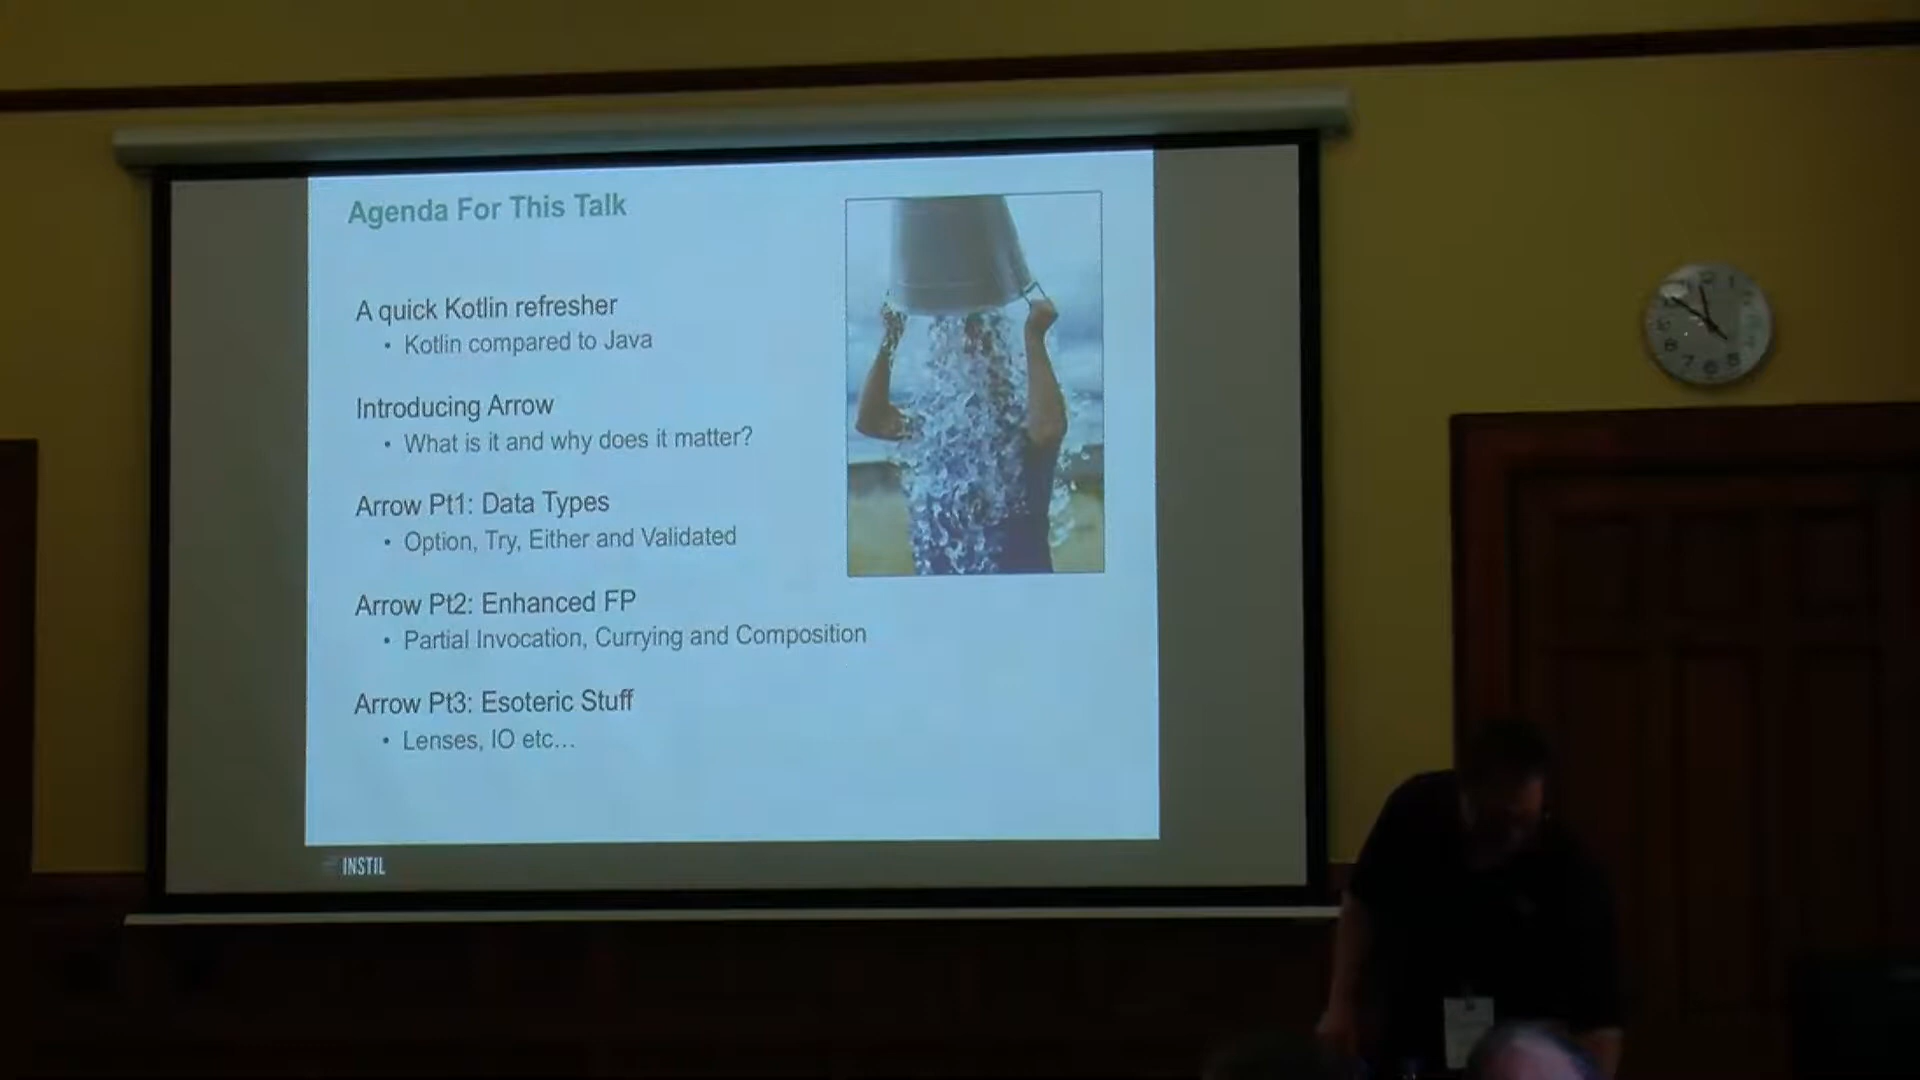 Agenda For This Talk
A quick Kotlin refresher
• Kotlin compared to Java
Introducing Arrow
• What is it and why does it matter?
Arrow Pt1: Data Types
• Option, Try, Either and Validated
Arrow Pt2: Enhanced FP
• Partial Invocation, Currying and Composition
Arrow Pt3: Esoteric Stuff
• Lenses, IO etc...
INSTIL